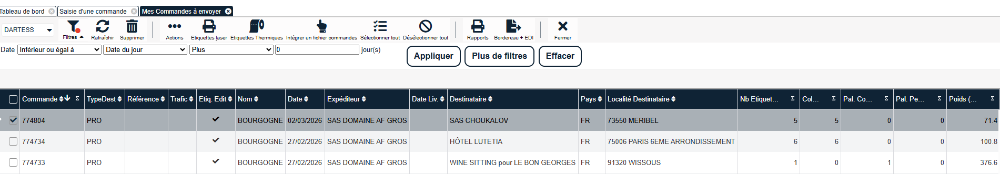 Tableau de bord Saisie d'une commande Mes Commandes à envoyer
DARTESS Filtres Rafraîchir Supprimer Actions Etiquettes laser Etiquettes Thermiques Intégrer un fichier commandes Sélectionner tout Désélectionner tout Rapports Bordereau + EDI Fermer
Date Inférieur ou égal à Date du jour Plus 0 jour(s) Appliquer Plus de filtres Effacer
Commande Σ TypeDest Référence Trafic Etiq. Edit Nom Date Expéditeur Date Liv. Destinataire Pays Localité Destinataire Nb Etiquet... Σ Col... Σ Pal. Co... Σ Pal. Pe... Σ Poids (... Σ
774804 PRO BOURGOGNE 02/03/2026 SAS DOMAINE AF GROS SAS CHOUKALOV FR 73550 MERIBEL 5 5 0 0 71.4
774734 PRO BOURGOGNE 27/02/2026 SAS DOMAINE AF GROS HÔTEL LUTETIA FR 75006 PARIS 6EME ARRONDISSEMENT 6 6 0 0 100.8
774733 PRO BOURGOGNE 27/02/2026 SAS DOMAINE AF GROS WINE SITTING pour LE BON GEORGES FR 91320 WISSOUS 1 0 1 0 376.6